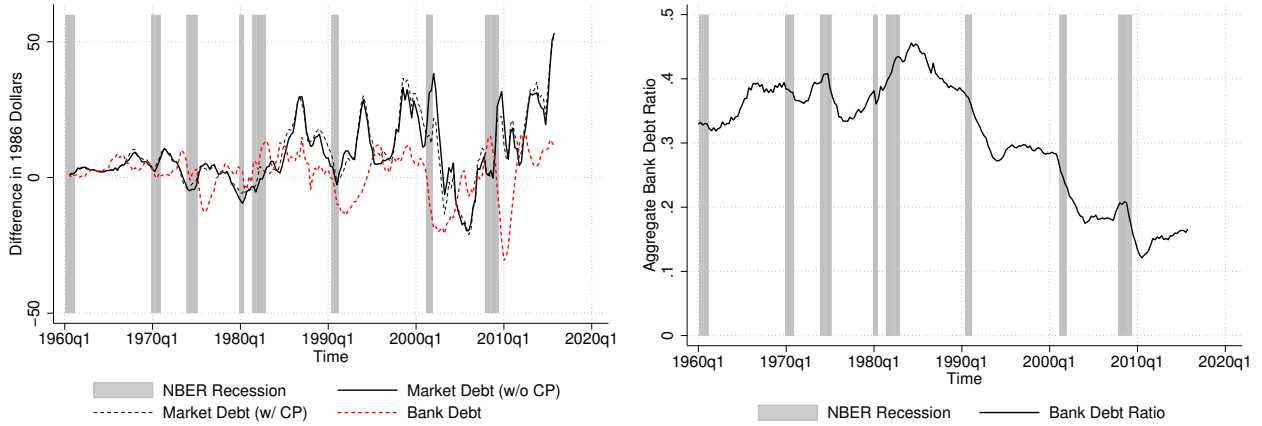 Difference in 1986 Dollars
50
0
−50
1960q1 1970q1 1980q1 1990q1 2000q1 2010q1 2020q1
Time
NBER Recession Market Debt (w/o CP)
Market Debt (w/ CP) Bank Debt
Aggregate Bank Debt Ratio
.5
.4
.3
.2
.1
0
1960q1 1970q1 1980q1 1990q1 2000q1 2010q1 2020q1
Time
NBER Recession Bank Debt Ratio